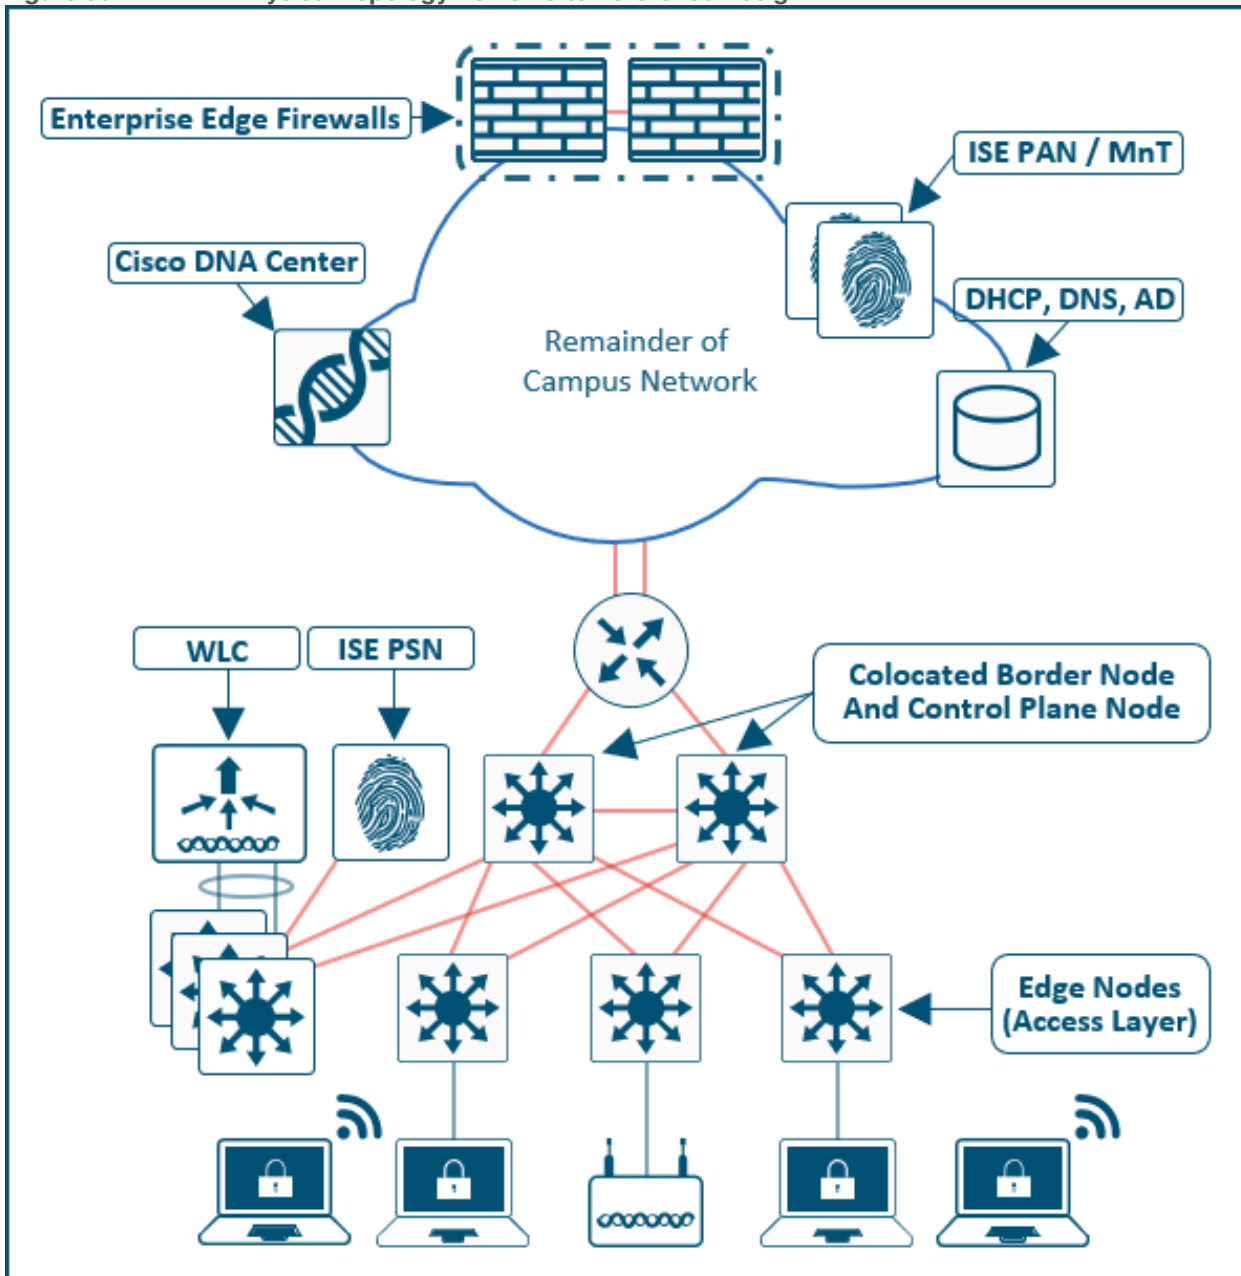 Enterprise Edge Firewalls
ISE PAN / MnT
Cisco DNA Center
DHCP, DNS, AD
Remainder of
Campus Network
WLC
ISE PSN
Colocated Border Node
And Control Plane Node
Edge Nodes
(Access Layer)